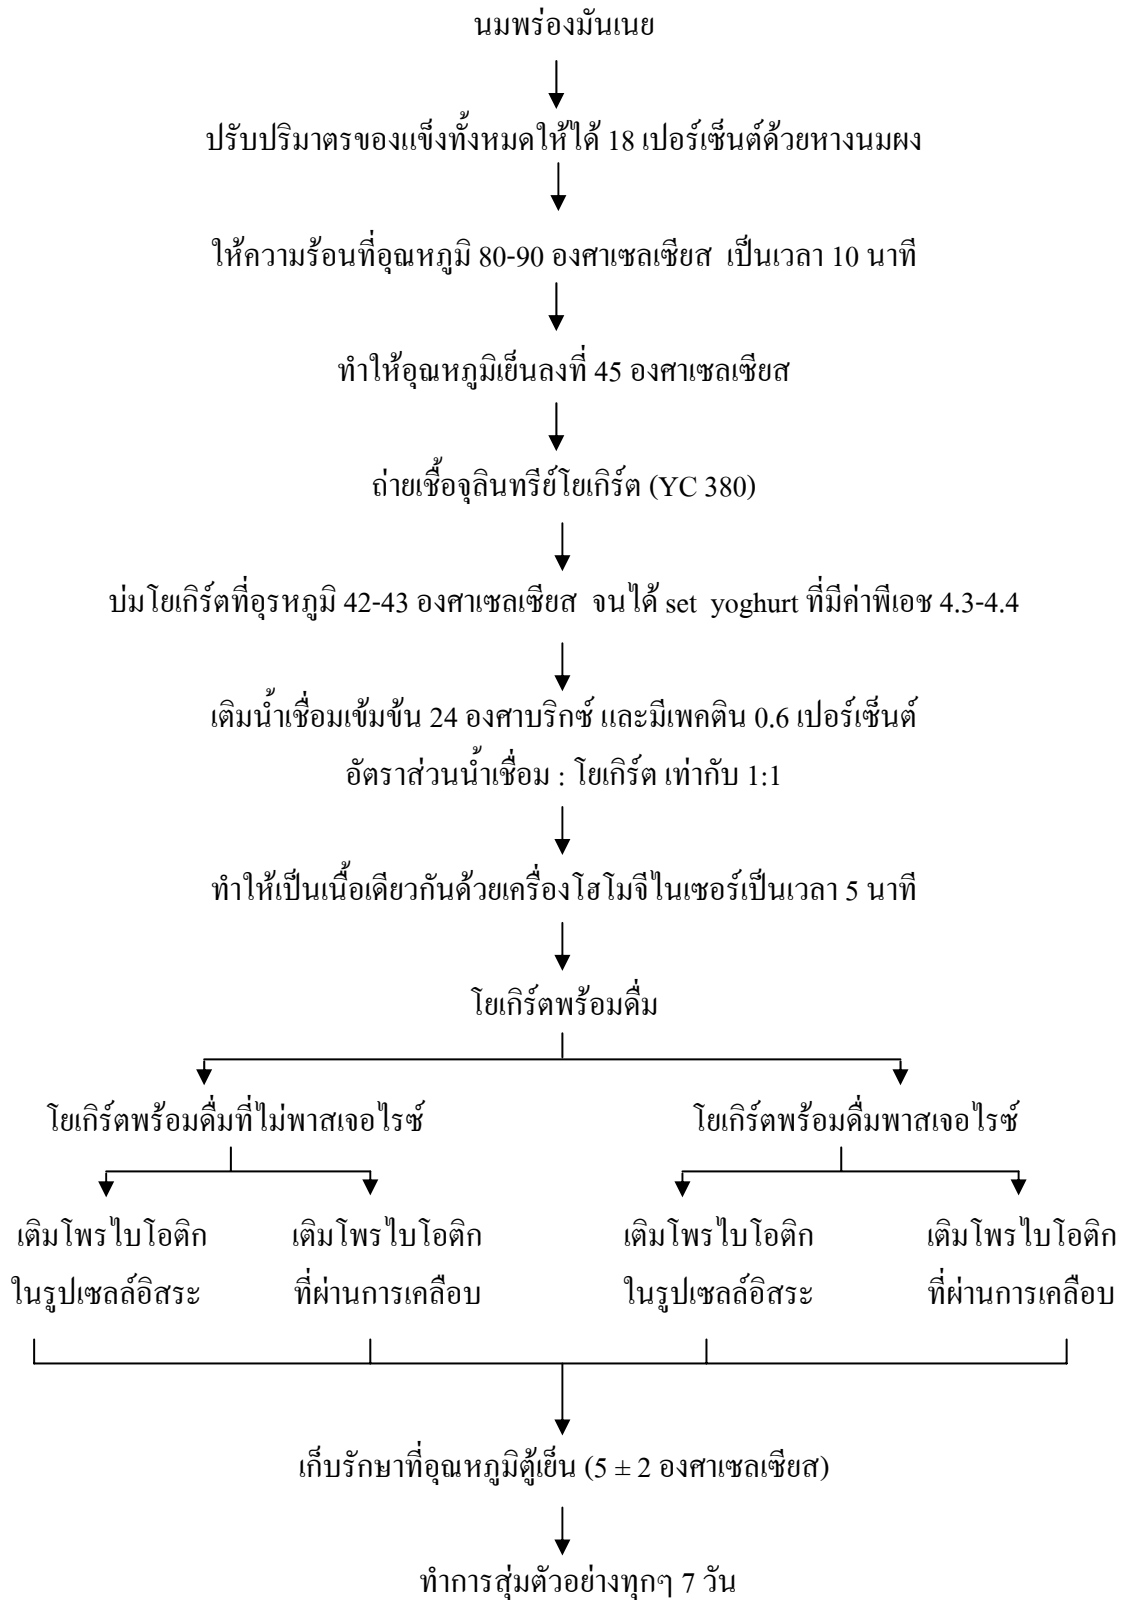 นมพร่องมันเนย
ปรับปริมาตรของแข็งทั้งหมดให้ได้ 18 เปอร์เซ็นต์ด้วยหางนมผง
ให้ความร้อนที่อุณหภูมิ 80-90 องศาเซลเซียส เป็นเวลา 10 นาที
ทำให้อุณหภูมิเย็นลงที่ 45 องศาเซลเซียส
ถ่ายเชื้อจุลินทรีย์โยเกิร์ต (YC 380)
บ่มโยเกิร์ตที่อุรหภูมิ 42-43 องศาเซลเซียส จนได้ set yoghurt ที่มีค่าพีเอช 4.3-4.4
เติมน้ำเชื่อมเข้มข้น 24 องศาบริกซ์ และมีเพคติน 0.6 เปอร์เซ็นต์
อัตราส่วนน้ำเชื่อม : โยเกิร์ต เท่ากับ 1:1
ทำให้เป็นเนื้อเดียวกันด้วยเครื่องโฮโมจีไนเซอร์เป็นเวลา 5 นาที
โยเกิร์ตพร้อมดื่ม
โยเกิร์ตพร้อมดื่มที่ไม่พาสเจอไรซ์ โยเกิร์ตพร้อมดื่มพาสเจอไรซ์
เติมโพรไบโอติก เติมโพรไบโอติก เติมโพรไบโอติก เติมโพรไบโอติก
ในรูปเซลล์อิสระ ที่ผ่านการเคลือบ ในรูปเซลล์อิสระ ที่ผ่านการเคลือบ
เก็บรักษาที่อุณหภูมิตู้เย็น (5 ± 2 องศาเซลเซียส)
ทำการสุ่มตัวอย่างทุกๆ 7 วัน